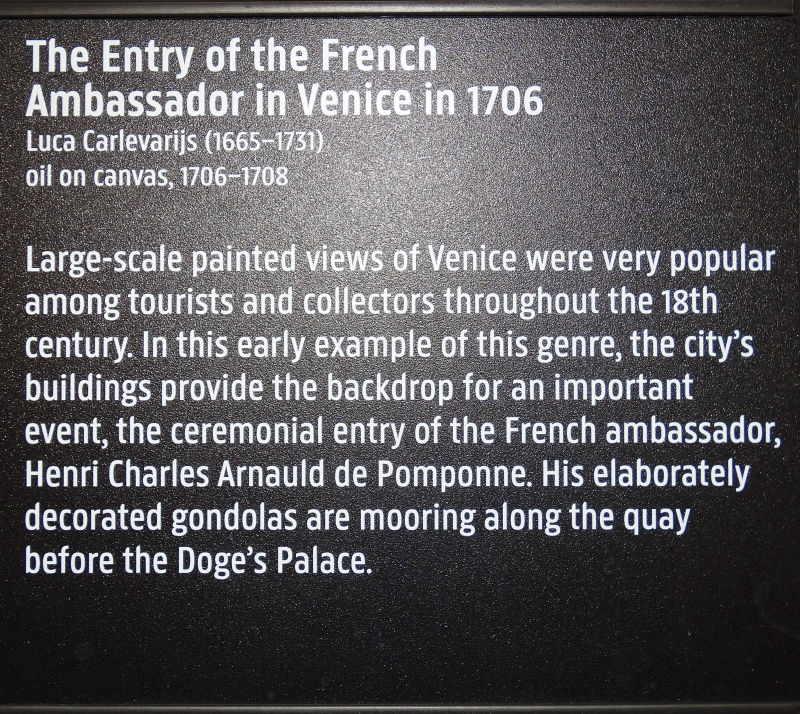 The Entry of the French
Ambassador in Venice in 1706
Luca Carlevarijs (1665–1731)
oil on canvas, 1706–1708
Large-scale painted views of Venice were very popular
among tourists and collectors throughout the 18th
century. In this early example of this genre, the city’s
buildings provide the backdrop for an important
event, the ceremonial entry of the French ambassador,
Henri Charles Arnauld de Pomponne. His elaborately
decorated gondolas are mooring along the quay
before the Doge’s Palace.